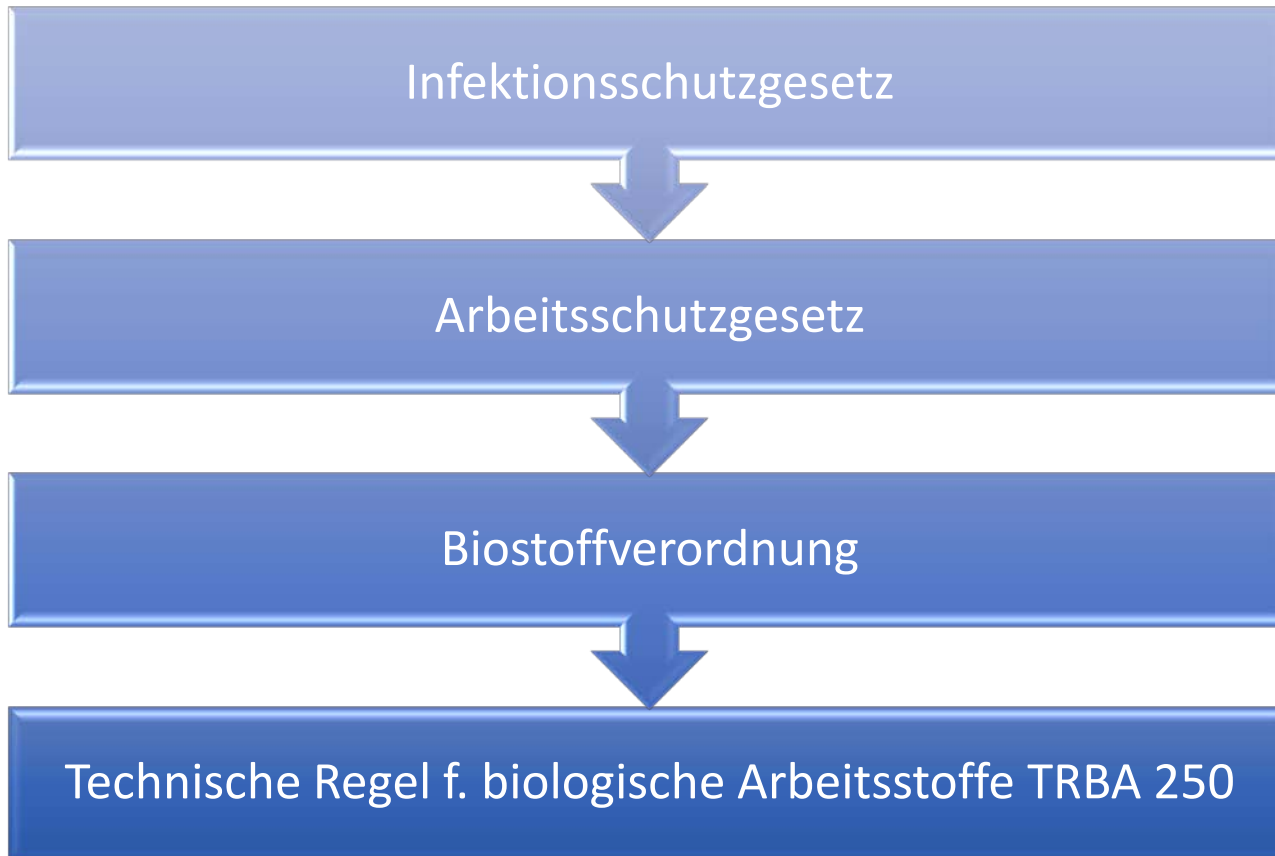 Infektionsschutzgesetz
Arbeitsschutzgesetz
Biostoffverordnung
Technische Regel f. biologische Arbeitsstoffe TRBA 250